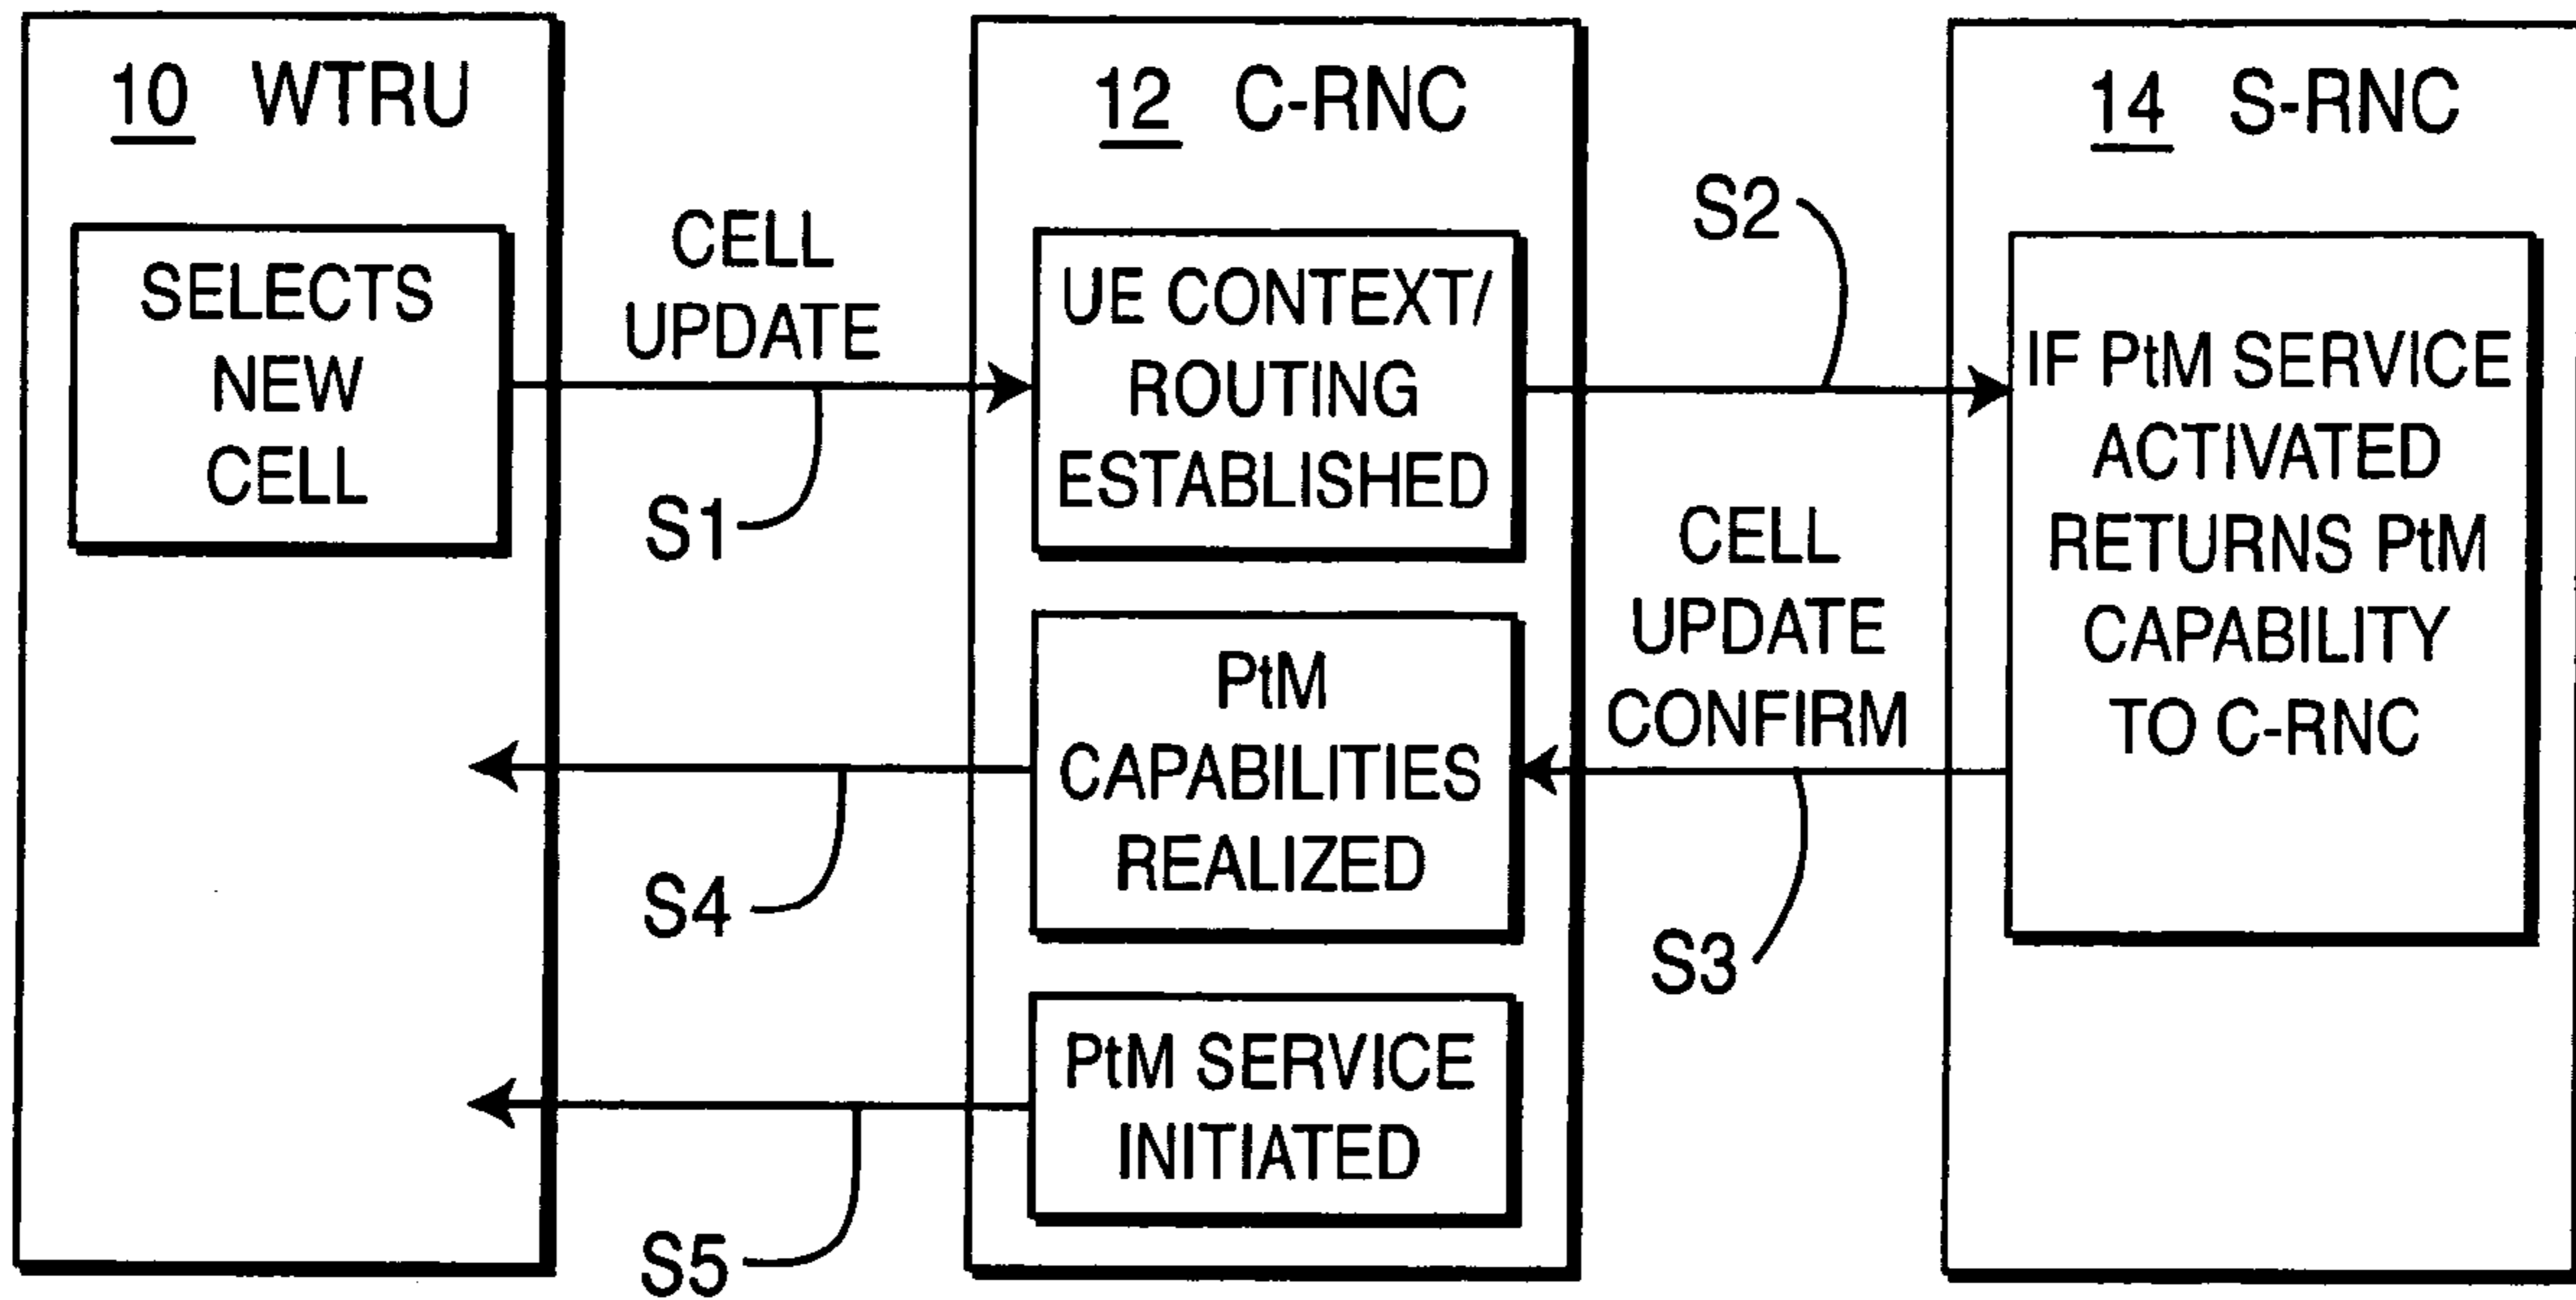 10 WTRU
SELECTS
NEW
CELL
CELL
UPDATE
S1
S4
S5
12 C-RNC
UE CONTEXT/
ROUTING
ESTABLISHED
PtM
CAPABILITIES
REALIZED
PtM SERVICE
INITIATED
S2
CELL
UPDATE
CONFIRM
S3
14 S-RNC
IF PtM SERVICE
ACTIVATED
RETURNS PtM
CAPABILITY
TO C-RNC